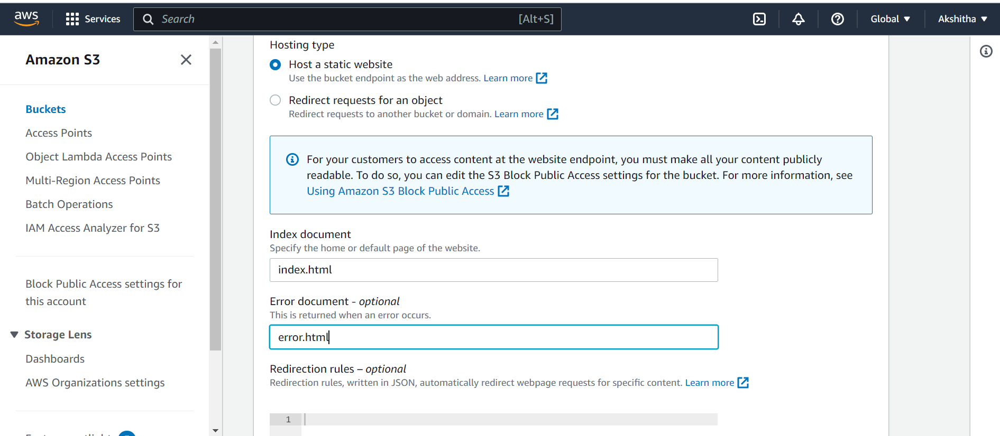 aws
Services
Search
[Alt+S]
Global
Akshitha
Amazon S3
Buckets
Access Points
Object Lambda Access Points
Multi-Region Access Points
Batch Operations
IAM Access Analyzer for S3
Block Public Access settings for
this account
Storage Lens
Dashboards
AWS Organizations settings
Hosting type
Host a static website
Use the bucket endpoint as the web address. Learn more
Redirect requests for an object
Redirect requests to another bucket or domain. Learn more
For your customers to access content at the website endpoint, you must make all your content publicly
readable. To do so, you can edit the S3 Block Public Access settings for the bucket. For more information, see
Using Amazon S3 Block Public Access
Index document
Specify the home or default page of the website.
index.html
Error document - optional
This is returned when an error occurs.
error.html
Redirection rules – optional
Redirection rules, written in JSON, automatically redirect webpage requests for specific content. Learn more
1